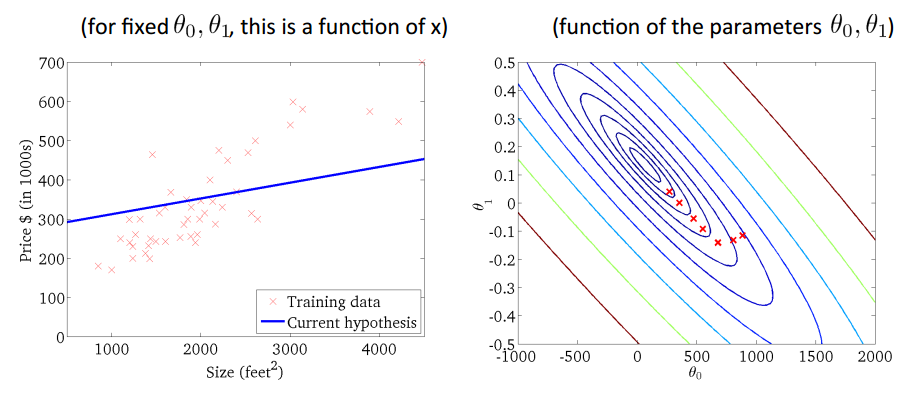 (for fixed θ₀, θ₁, this is a function of x)
700
600
500
400
300
200
100
0
Price $ (in 1000s)
Training data
Current hypothesis
1000 2000 3000 4000
Size (feet²)
(function of the parameters θ₀, θ₁)
0.5
0.4
0.3
0.2
0.1
0
-0.1
-0.2
-0.3
-0.4
-0.5
θ₁
-1000 -500 0 500 1000 1500 2000
θ₀